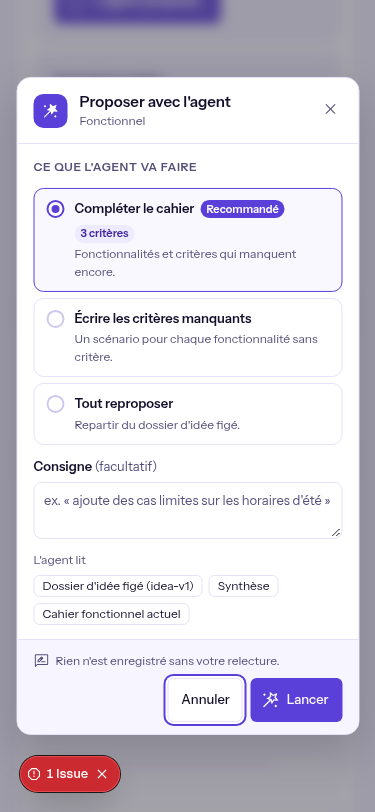 Proposer avec l'agent
Fonctionnel
CE QUE L'AGENT VA FAIRE
Compléter le cahier Recommandé
3 critères
Fonctionnalités et critères qui manquent
encore.
Écrire les critères manquants
Un scénario pour chaque fonctionnalité sans
critère.
Tout reproposer
Repartir du dossier d'idée figé.
Consigne (facultatif)
ex. « ajoute des cas limites sur les horaires d'été »
L'agent lit
Dossier d'idée figé (idea-v1) Synthèse
Cahier fonctionnel actuel
Rien n'est enregistré sans votre relecture.
Annuler Lancer
1 Issue